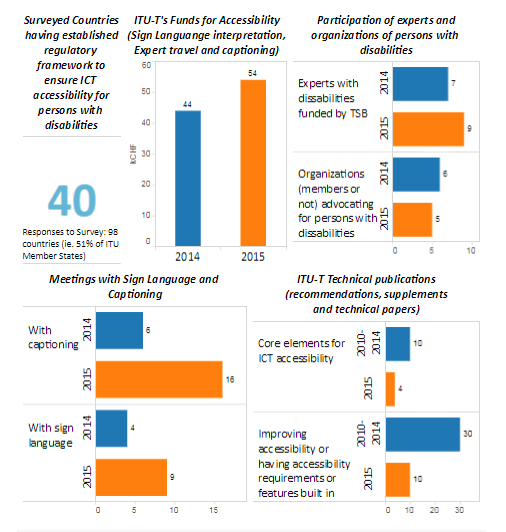 Surveyed Countries
having established
regulatory
framework to
ensure ICT
accessibility for
persons with
disabilities
40
Responses to Survey: 98
countries (ie. 51% of ITU
Member States)
ITU-T's Funds for Accessibility
(Sign Languange interpretation,
Expert travel and captioning)
60
50
40
30
20
10
0
kCHF
44
54
2014
2015
Participation of experts and
organizations of persons with
disabilities
Experts with
disabilities
funded by TSB
2014
7
2015
9
Organizations
(members or
not) advocating
for persons with
disabilities
2014
6
2015
5
0 5 10
Meetings with Sign Language and
Captioning
With
captioning
2014
6
2015
16
With sign
language
2014
4
2015
9
0 5 10 15
ITU-T Technical publications
(recommendations, supplements
and technical papers)
Core elements for
ICT accessibility
2010-
2014
10
2015
4
Improving
accessibility or
having accessibility
requirements or
features built in
2010-
2014
30
2015
10
0 10 20 30